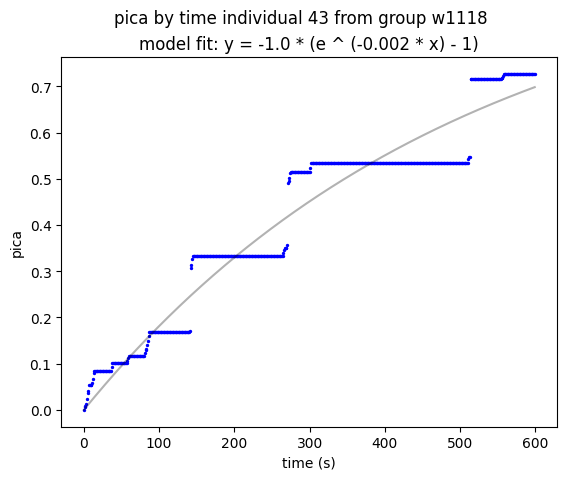 pica by time individual 43 from group w1118
model fit: y = -1.0 * (e ^ (-0.002 * x) - 1)
0.7
0.6
0.5
0.4
0.3
0.2
0.1
0.0
pica
0 100 200 300 400 500 600
time (s)